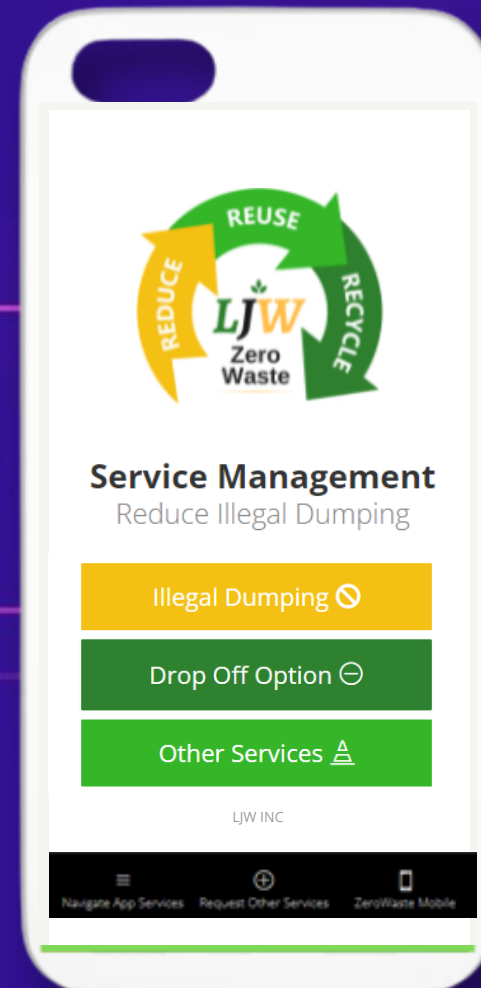 REDUCE
REUSE
RECYCLE
LJW
Zero
Waste
Service Management
Reduce Illegal Dumping
Illegal Dumping
Drop Off Option
Other Services
LJW INC
Navigate App Services Request Other Services ZeroWaste Mobile